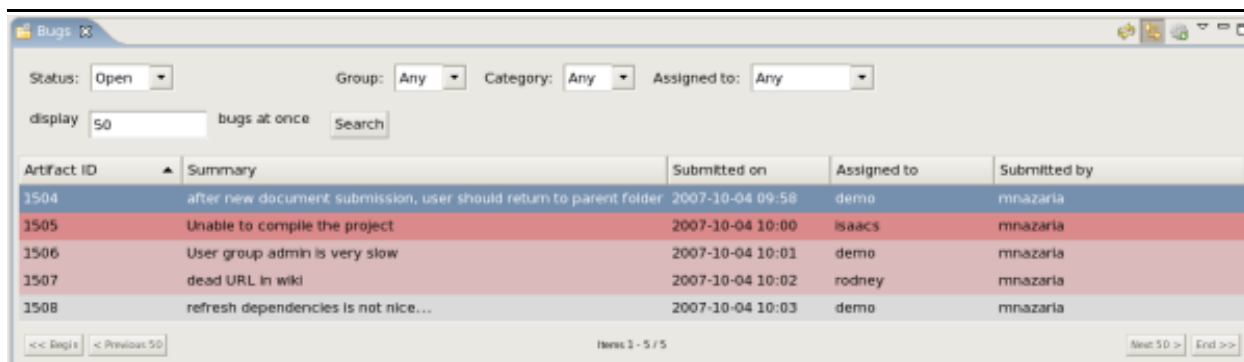 Bugs
Status: Open Group: Any Category: Any Assigned to: Any
display 50 bugs at once Search
Artifact ID Summary Submitted on Assigned to Submitted by
1504 after new document submission, user should return to parent folder 2007-10-04 09:58 demo mnazaria
1505 Unable to compile the project 2007-10-04 10:00 isaacs mnazaria
1506 User group admin is very slow 2007-10-04 10:01 demo mnazaria
1507 dead URL in wiki 2007-10-04 10:02 rodney mnazaria
1508 refresh dependencies is not nice... 2007-10-04 10:03 demo mnazaria
<< Begin < Previous 50 Items 1 - 5 / 5 Next 50 > End >>